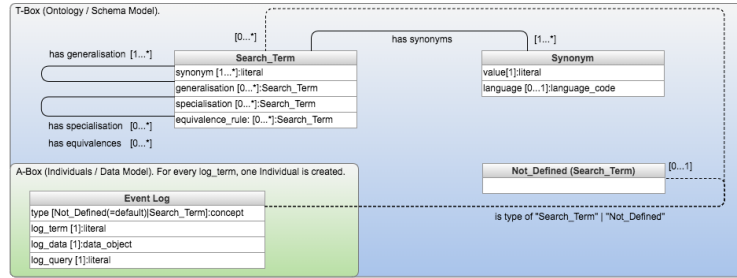 T-Box (Ontology / Schema Model).
[0...*]
has synonyms
[1...*]
has generalisation [1...*]
Search_Term
synonym [1...*]:literal
generalisation [0...*]:Search_Term
specialisation [0...*]:Search_Term
equivalence_rule: [0...*]:Search_Term
Synonym
value[1]:literal
language [0...1]:language_code
has specialisation [0...*]
has equivalences [0...*]
A-Box (Individuals / Data Model). For every log_term, one Individual is created.
Not_Defined (Search_Term)
[0...1]
Event Log
type [Not_Defined(=default)|Search_Term]:concept
log_term [1]:literal
log_data [1]:data_object
log_query [1]:literal
is type of "Search_Term" | "Not_Defined"